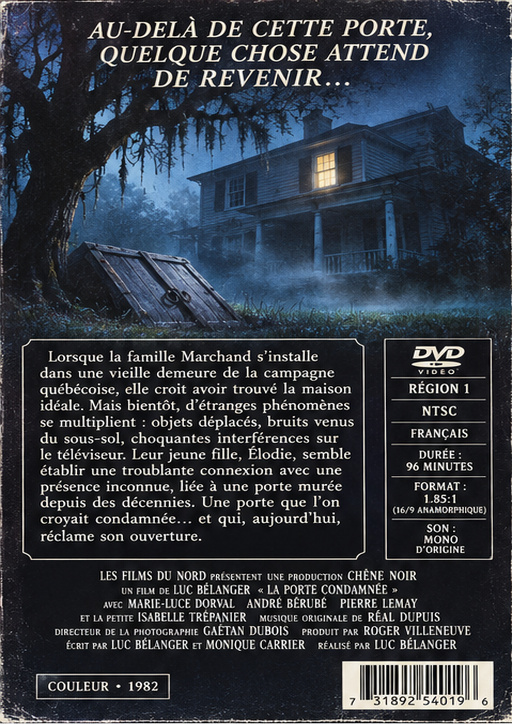 AU-DELÀ DE CETTE PORTE,
QUELQUE CHOSE ATTEND
DE REVENIR...
Lorsque la famille Marchand s'installe
dans une vieille demeure de la campagne
québécoise, elle croit avoir trouvé la maison
idéale. Mais bientôt, d'étranges phénomènes
se multiplient : objets déplacés, bruits venus
du sous-sol, choquantes interférences sur
le téléviseur. Leur jeune fille, Élodie, semble
établir une troublante connexion avec une
présence inconnue, liée à une porte murée
depuis des décennies. Une porte que l'on
croyait condamnée... et qui, aujourd'hui,
réclame son ouverture.
DVD
VIDÉO
RÉGION 1
NTSC
FRANÇAIS
DURÉE :
96 MINUTES
FORMAT :
1.85:1
(16/9 ANAMORPHIQUE)
SON :
MONO
D'ORIGINE
LES FILMS DU NORD PRÉSENTENT UNE PRODUCTION CHÊNE NOIR
UN FILM DE LUC BÉLANGER « LA PORTE CONDAMNÉE »
AVEC MARIE-LUCE DORVAL ANDRÉ BÉRUBÉ PIERRE LEMAY
ET LA PETITE ISABELLE TRÉPANIER MUSIQUE ORIGINALE DE RÉAL DUPUIS
DIRECTEUR DE LA PHOTOGRAPHIE GAÉTAN DUBOIS PRODUIT PAR ROGER VILLENEUVE
ÉCRIT PAR LUC BÉLANGER ET MONIQUE CARRIER RÉALISÉ PAR LUC BÉLANGER
COULEUR • 1982
7 31892 54019 6